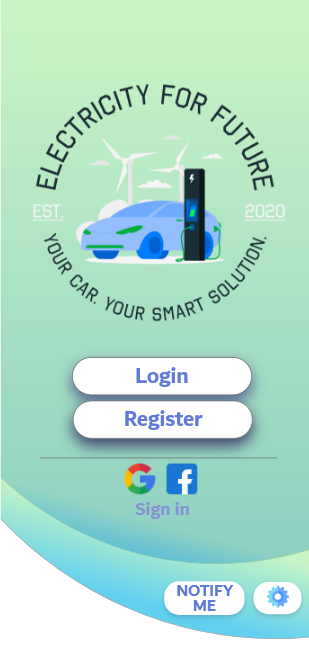 ELECTRICITY FOR FUTURE
EST. 2020
YOUR CAR. YOUR SMART SOLUTION.
Login
Register
Sign in
NOTIFY
ME